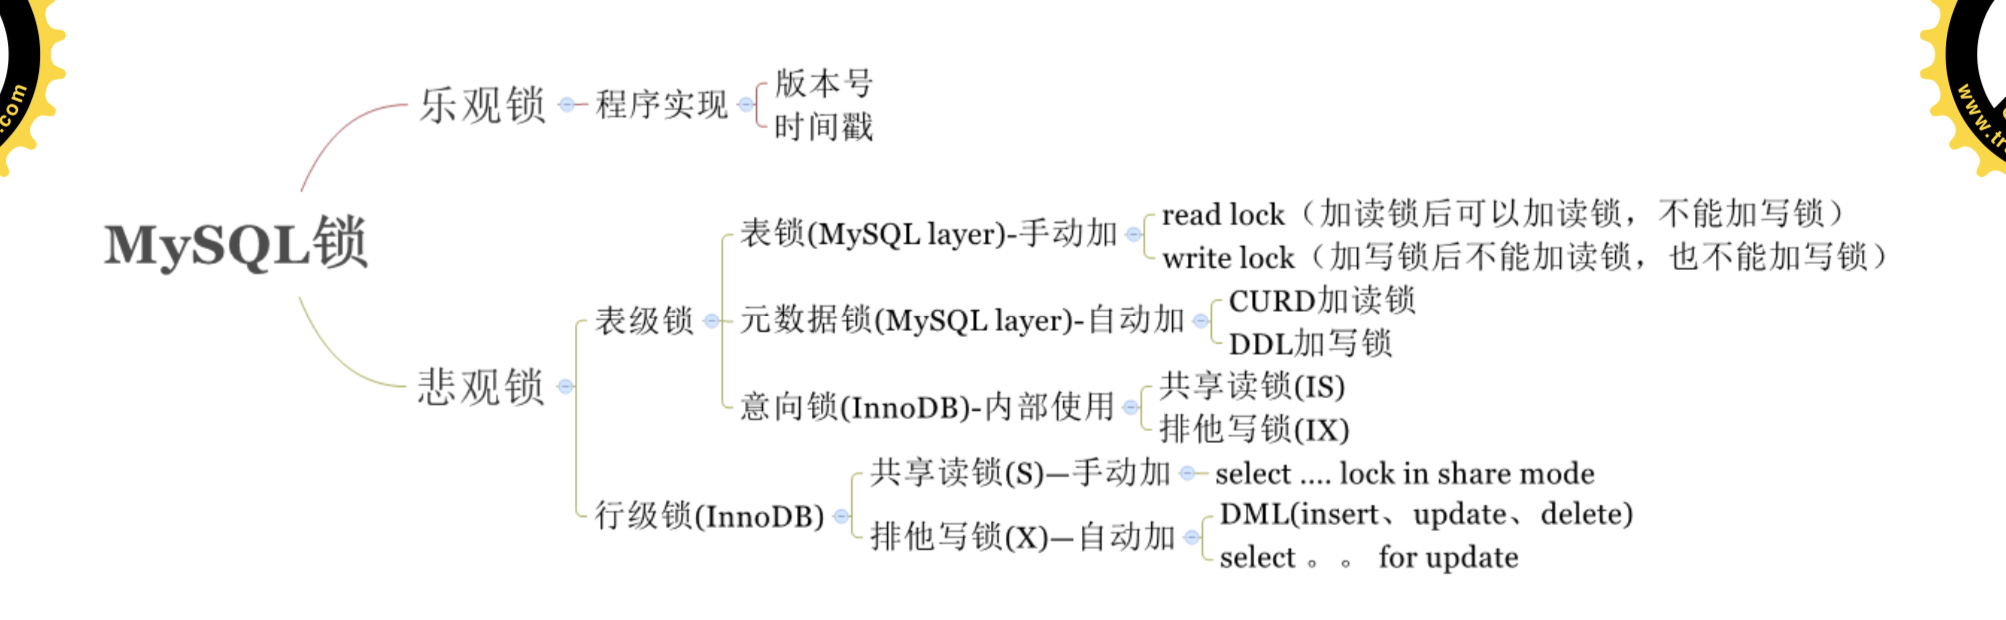 .com
www.tr
乐观锁
程序实现
版本号
时间戳
MySQL锁
悲观锁
表级锁
表锁(MySQL layer)-手动加
read lock（加读锁后可以加读锁，不能加写锁）
write lock（加写锁后不能加读锁，也不能加写锁）
元数据锁(MySQL layer)-自动加
CURD加读锁
DDL加写锁
意向锁(InnoDB)-内部使用
共享读锁(IS)
排他写锁(IX)
行级锁(InnoDB)
共享读锁(S)—手动加
select .... lock in share mode
排他写锁(X)—自动加
DML(insert、update、delete)
select 。。 for update